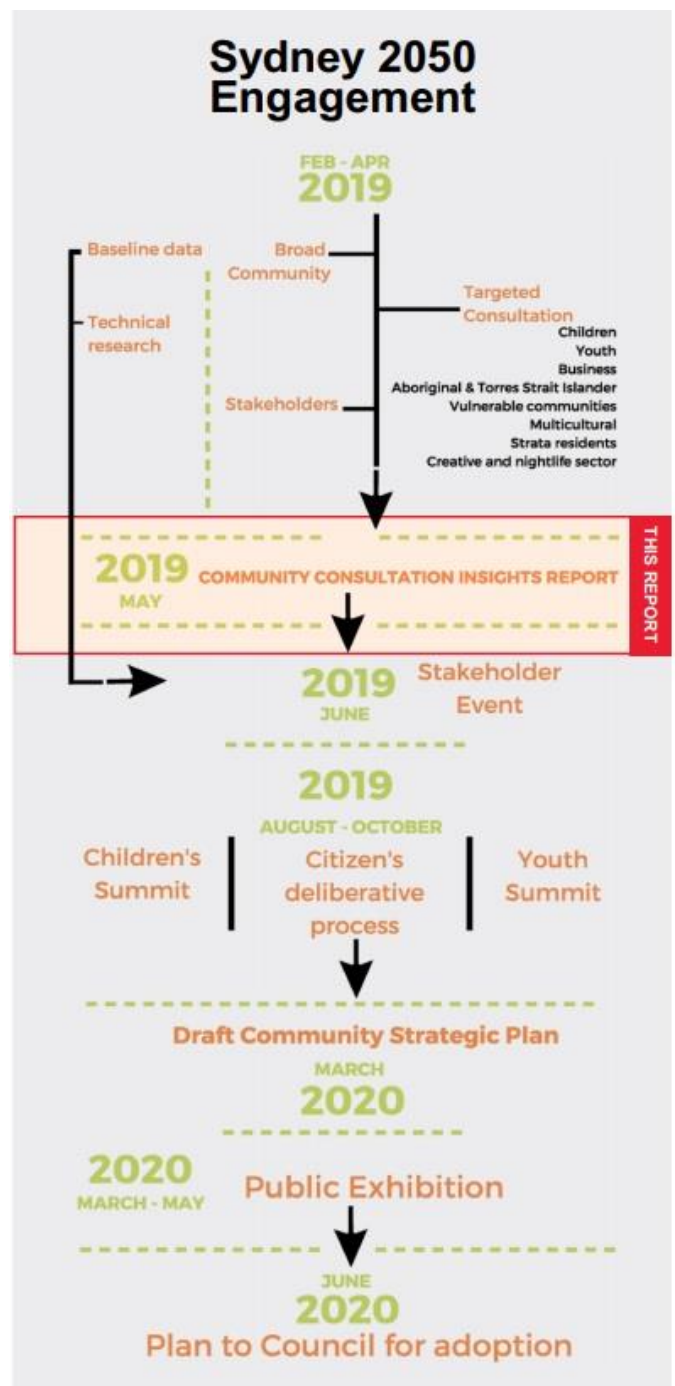 Sydney 2050
Engagement
FEB - APR
2019
Baseline data
Technical
research
Broad
Community
Targeted
Consultation
Children
Youth
Business
Aboriginal & Torres Strait Islander
Vulnerable communities
Multicultural
Strata residents
Creative and nightlife sector
Stakeholders
2019
MAY
COMMUNITY CONSULTATION INSIGHTS REPORT
THIS REPORT
2019
JUNE
Stakeholder
Event
2019
AUGUST - OCTOBER
Children's
Summit
Citizen's
deliberative
process
Youth
Summit
Draft Community Strategic Plan
MARCH
2020
2020
MARCH - MAY
Public Exhibition
JUNE
2020
Plan to Council for adoption